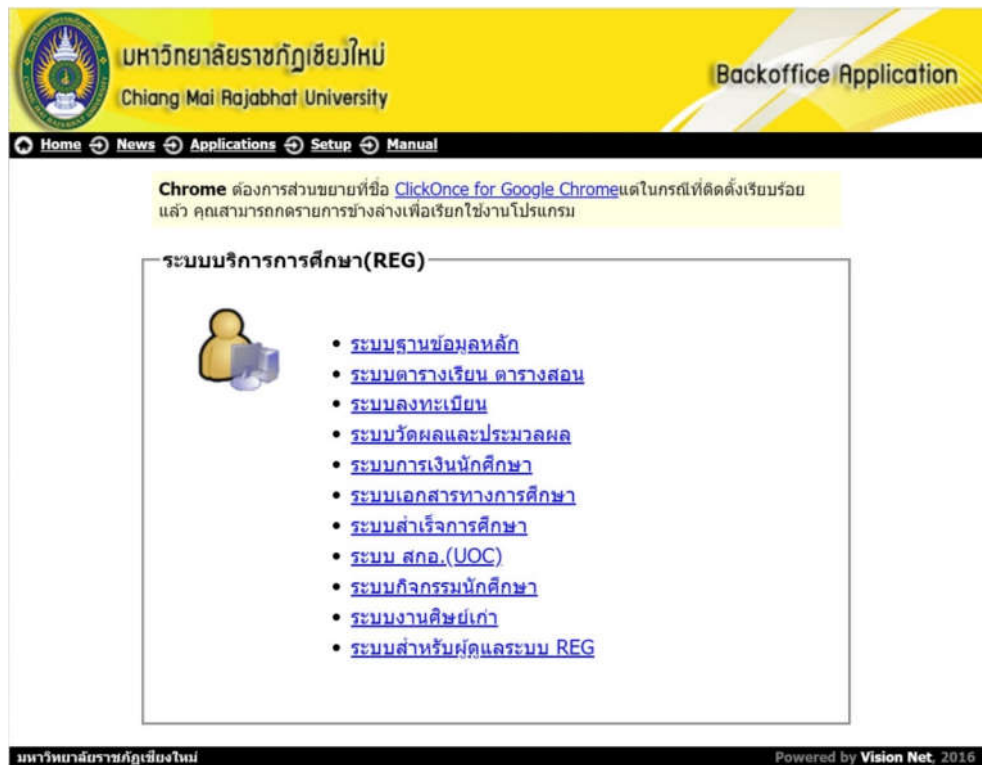 มหาวิทยาลัยราชภัฏเชียงใหม่
Chiang Mai Rajabhat University
Backoffice Application
Home News Applications Setup Manual
Chrome ต้องการส่วนขยายที่ชื่อ ClickOnce for Google Chromeแต่ในกรณีที่ติดตั้งเรียบร้อย
แล้ว คุณสามารถกดรายการข้างล่างเพื่อเรียกใช้งานโปรแกรม
ระบบบริการการศึกษา(REG)
ระบบฐานข้อมูลหลัก
ระบบตารางเรียน ตารางสอน
ระบบลงทะเบียน
ระบบวัดผลและประมวลผล
ระบบการเงินนักศึกษา
ระบบเอกสารทางการศึกษา
ระบบสำเร็จการศึกษา
ระบบ สกอ.(UOC)
ระบบกิจกรรมนักศึกษา
ระบบงานศิษย์เก่า
ระบบสำหรับผู้ดูแลระบบ REG
มหาวิทยาลัยราชภัฏเชียงใหม่
Powered by Vision Net, 2016